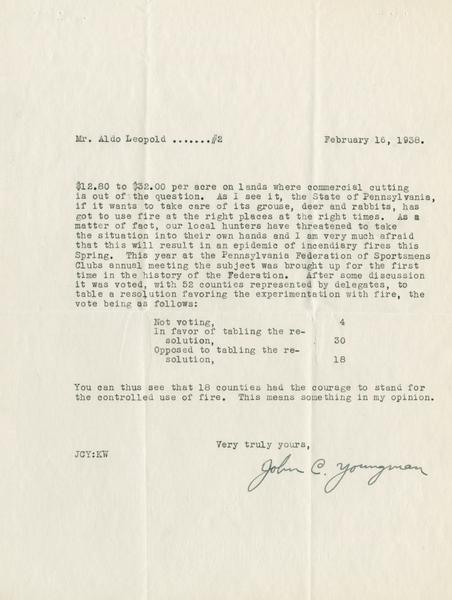 Mr. Aldo Leopold .......#2 February 16, 1938.
$12.80 to $32.00 per acre on lands where commercial cutting
is out of the question. As I see it, the State of Pennsylvania,
if it wants to take care of its grouse, deer and rabbits, has
got to use fire at the right places at the right times. As a
matter of fact, our local hunters have threatened to take
the situation into their own hands and I am very much afraid
that this will result in an epidemic of incendiary fires this
Spring. This year at the Pennsylvania Federation of Sportsmens
Clubs annual meeting the subject was brought up for the first
time in the history of the Federation. After some discussion
it was voted, with 52 counties represented by delegates, to
table a resolution favoring the experimentation with fire, the
vote being as follows:
Not voting, 4
In favor of tabling the re-
solution, 30
Opposed to tabling the re-
solution, 18
You can thus see that 18 counties had the courage to stand for
the controlled use of fire. This means something in my opinion.
Very truly yours,
JCY:KW
John C. Youngman